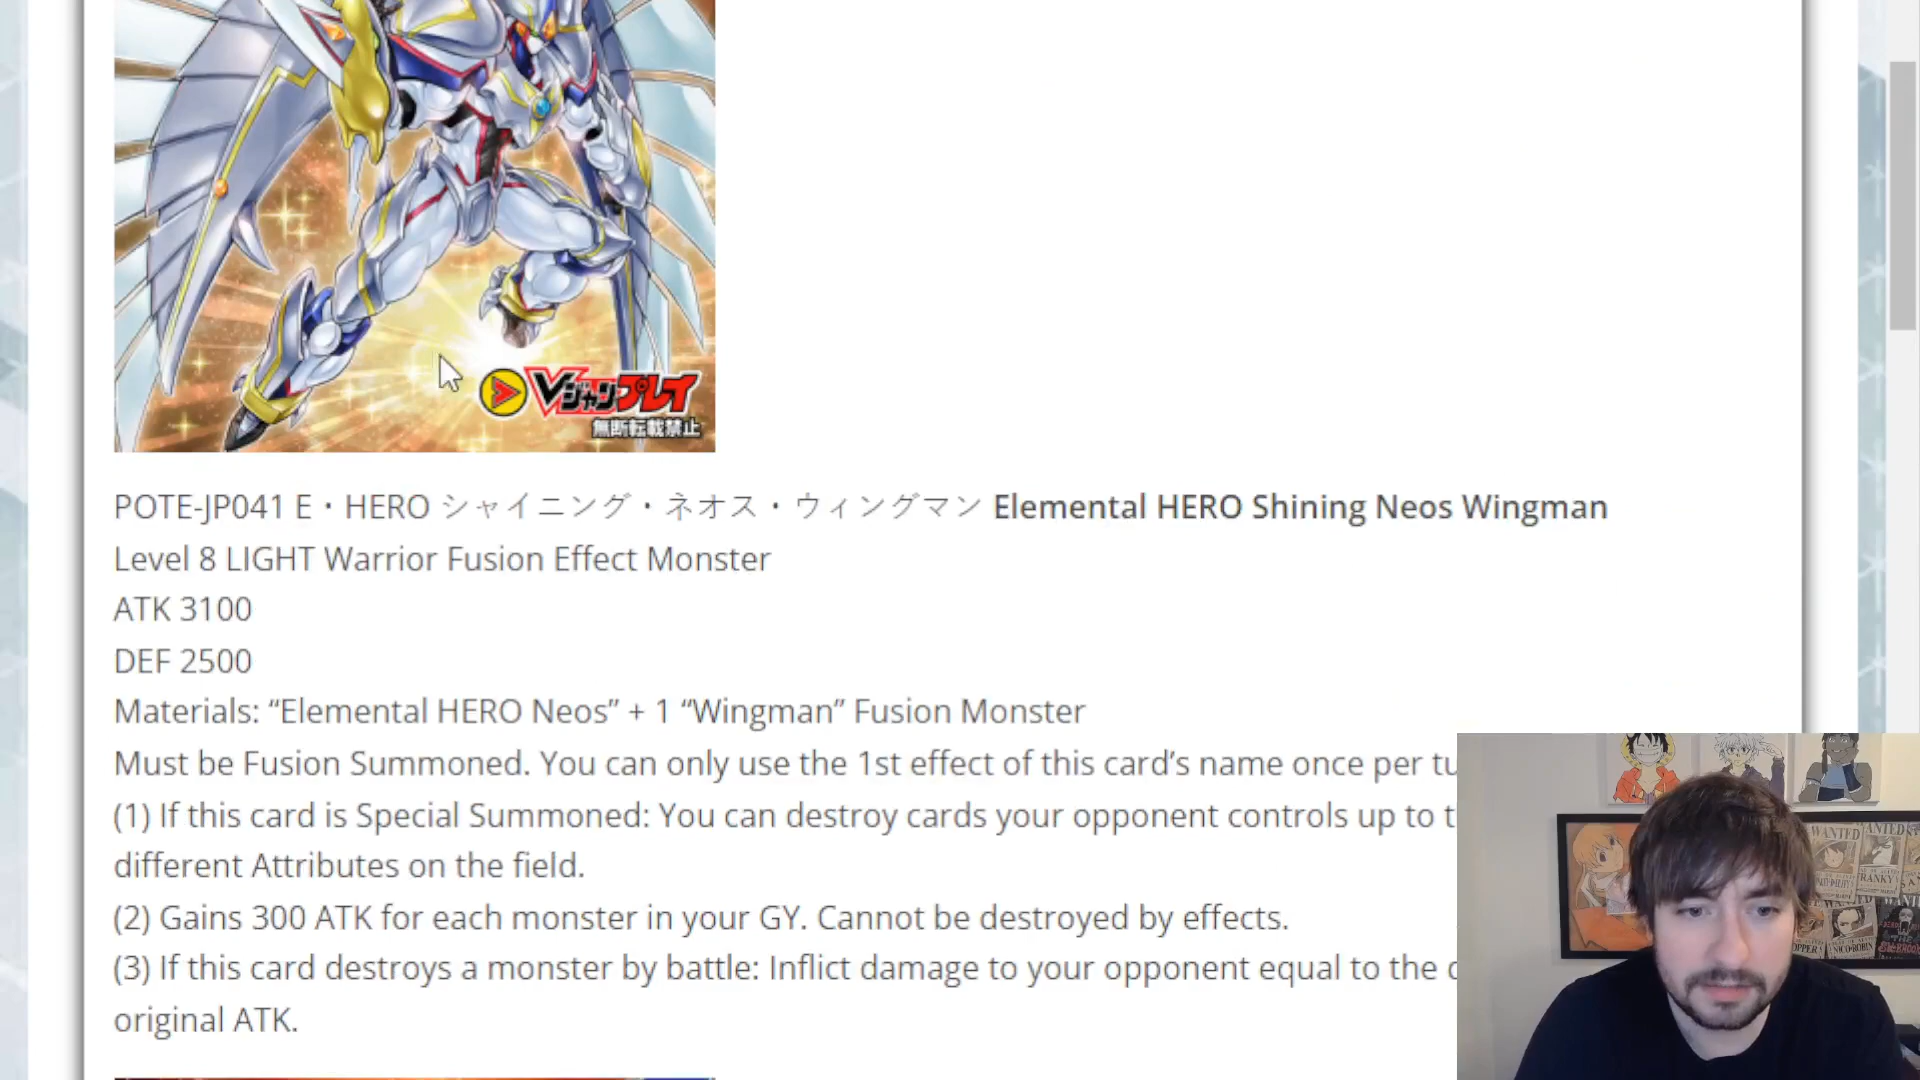 Vジャンプレイ
無断転載禁止
POTE-JP041 E・HERO シャイニング・ネオス・ウィングマン Elemental HERO Shining Neos Wingman
Level 8 LIGHT Warrior Fusion Effect Monster
ATK 3100
DEF 2500
Materials: “Elemental HERO Neos” + 1 “Wingman” Fusion Monster
Must be Fusion Summoned. You can only use the 1st effect of this card’s name once per tu
(1) If this card is Special Summoned: You can destroy cards your opponent controls up to t
different Attributes on the field.
(2) Gains 300 ATK for each monster in your GY. Cannot be destroyed by effects.
(3) If this card destroys a monster by battle: Inflict damage to your opponent equal to the
original ATK.
WANTED